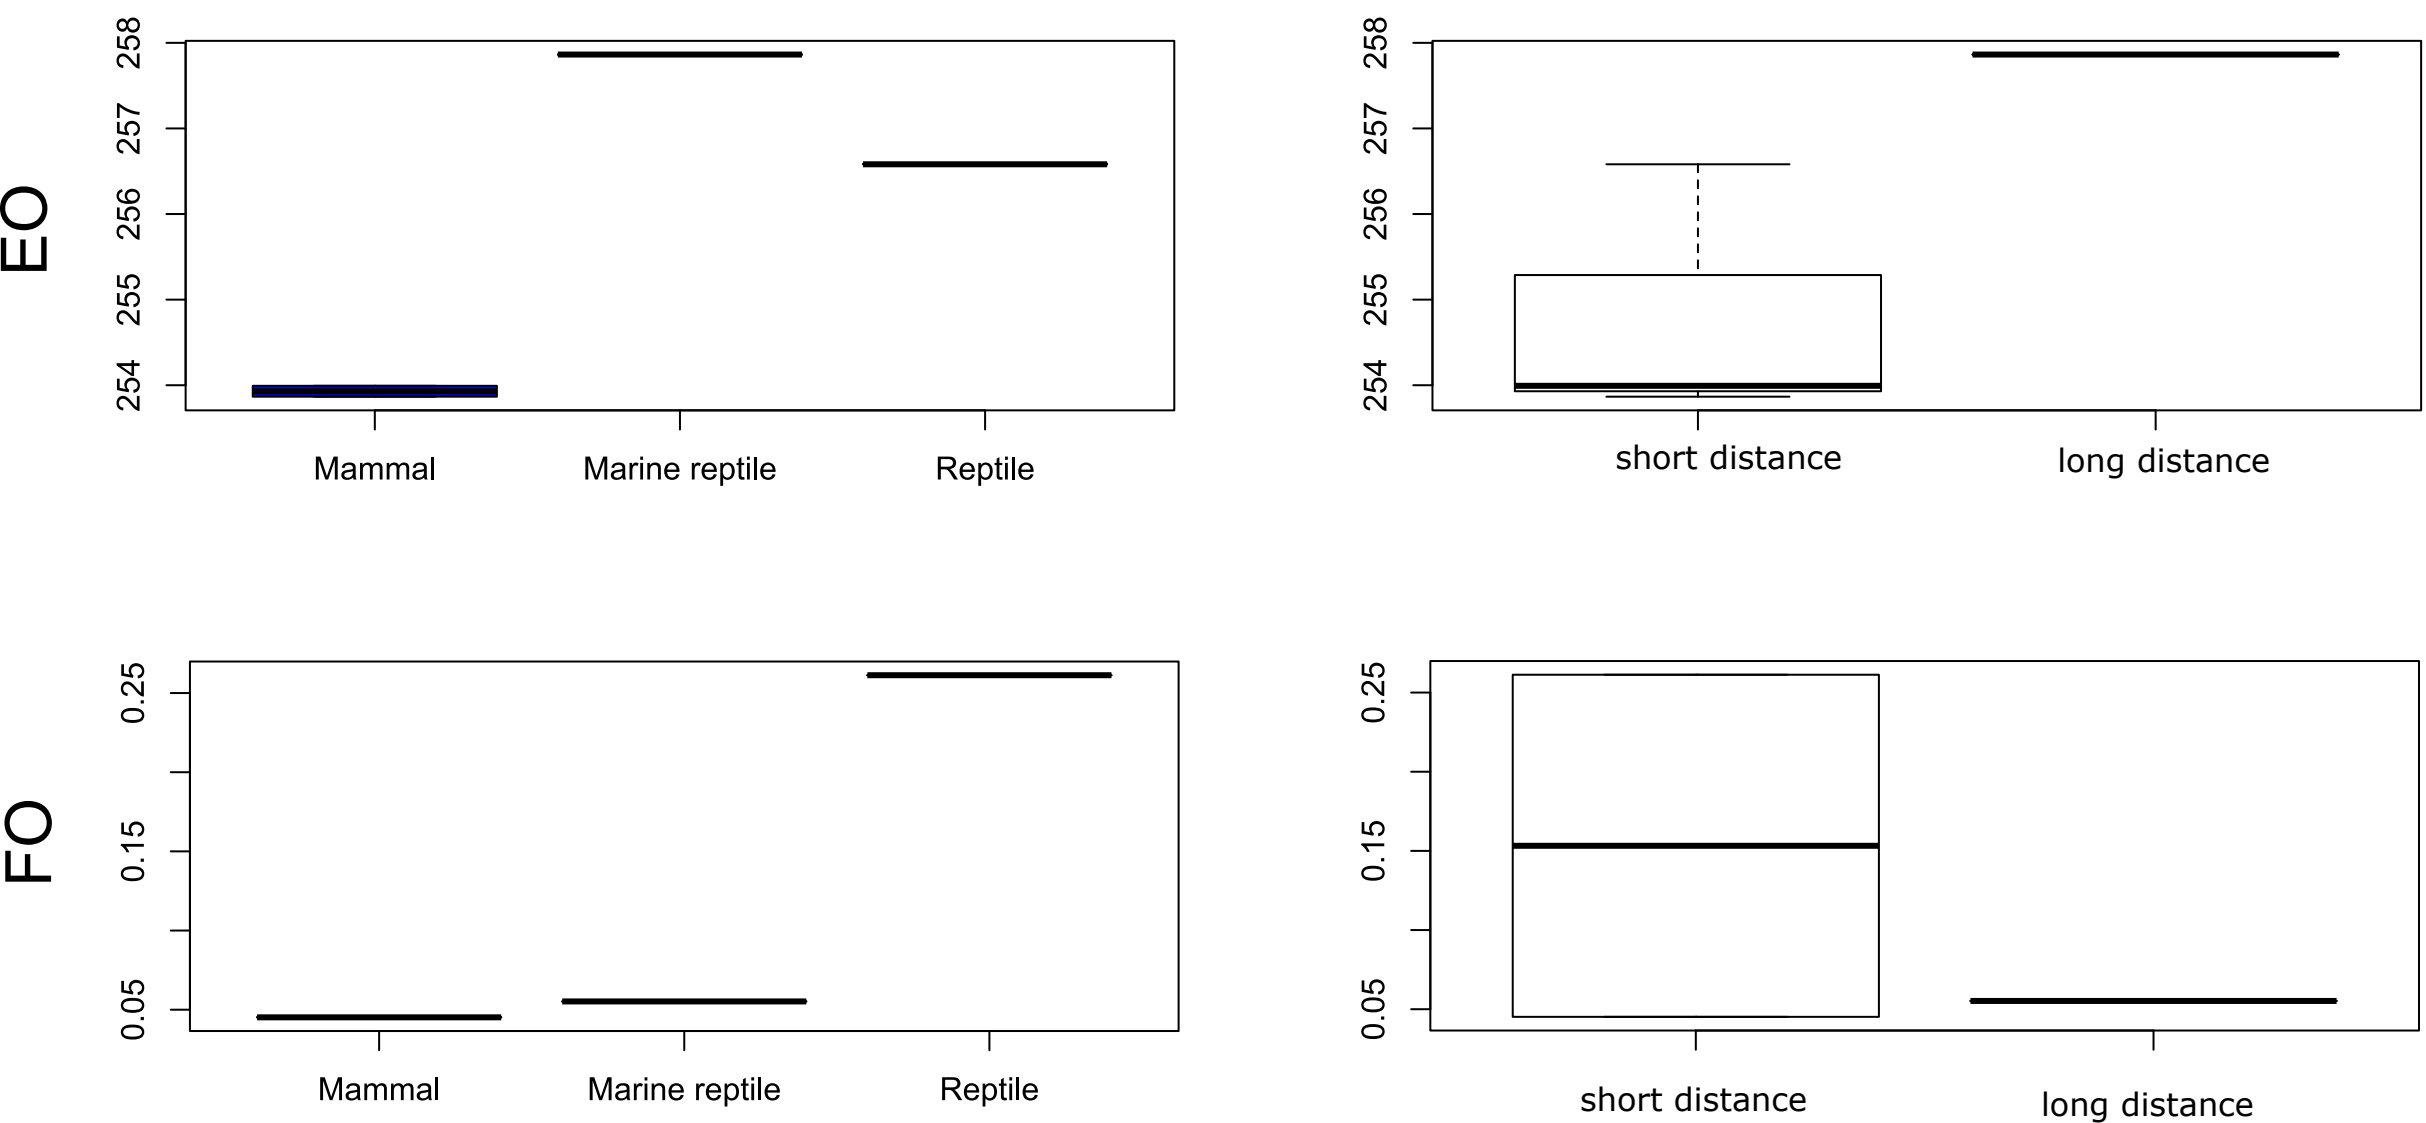 EO
258
257
256
255
254
Mammal
Marine reptile
Reptile
258
257
256
255
254
short distance
long distance
FO
0.25
0.15
0.05
Mammal
Marine reptile
Reptile
0.25
0.15
0.05
short distance
long distance